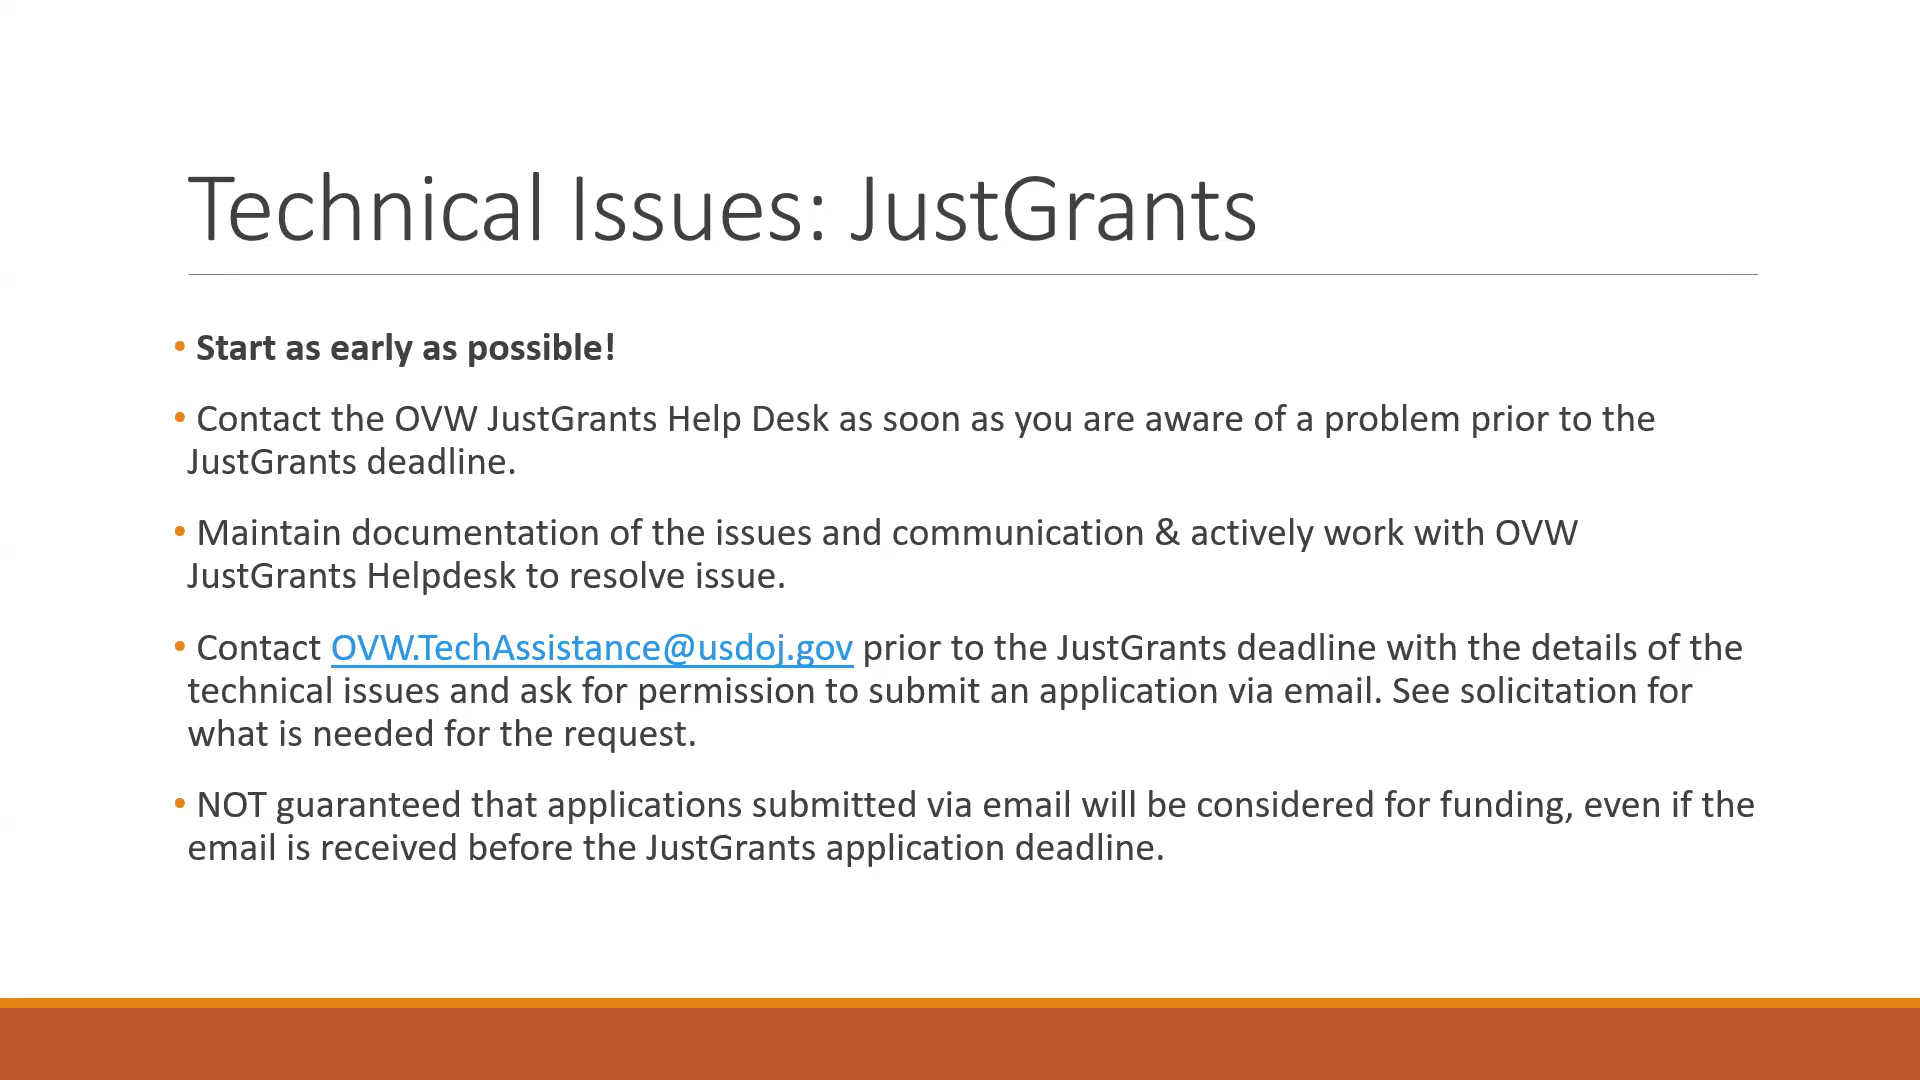 Technical Issues: JustGrants
• Start as early as possible!
• Contact the OVW JustGrants Help Desk as soon as you are aware of a problem prior to the
JustGrants deadline.
• Maintain documentation of the issues and communication & actively work with OVW
JustGrants Helpdesk to resolve issue.
• Contact OVW.TechAssistance@usdoj.gov prior to the JustGrants deadline with the details of the
technical issues and ask for permission to submit an application via email. See solicitation for
what is needed for the request.
• NOT guaranteed that applications submitted via email will be considered for funding, even if the
email is received before the JustGrants application deadline.